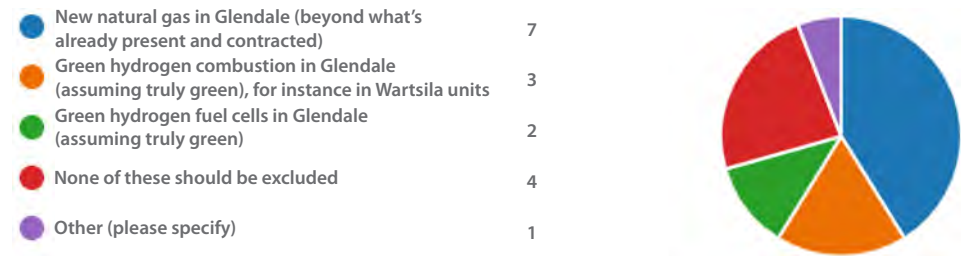 New natural gas in Glendale (beyond what's
already present and contracted) 7
Green hydrogen combustion in Glendale
(assuming truly green), for instance in Wartsila units 3
Green hydrogen fuel cells in Glendale
(assuming truly green) 2
None of these should be excluded 4
Other (please specify) 1